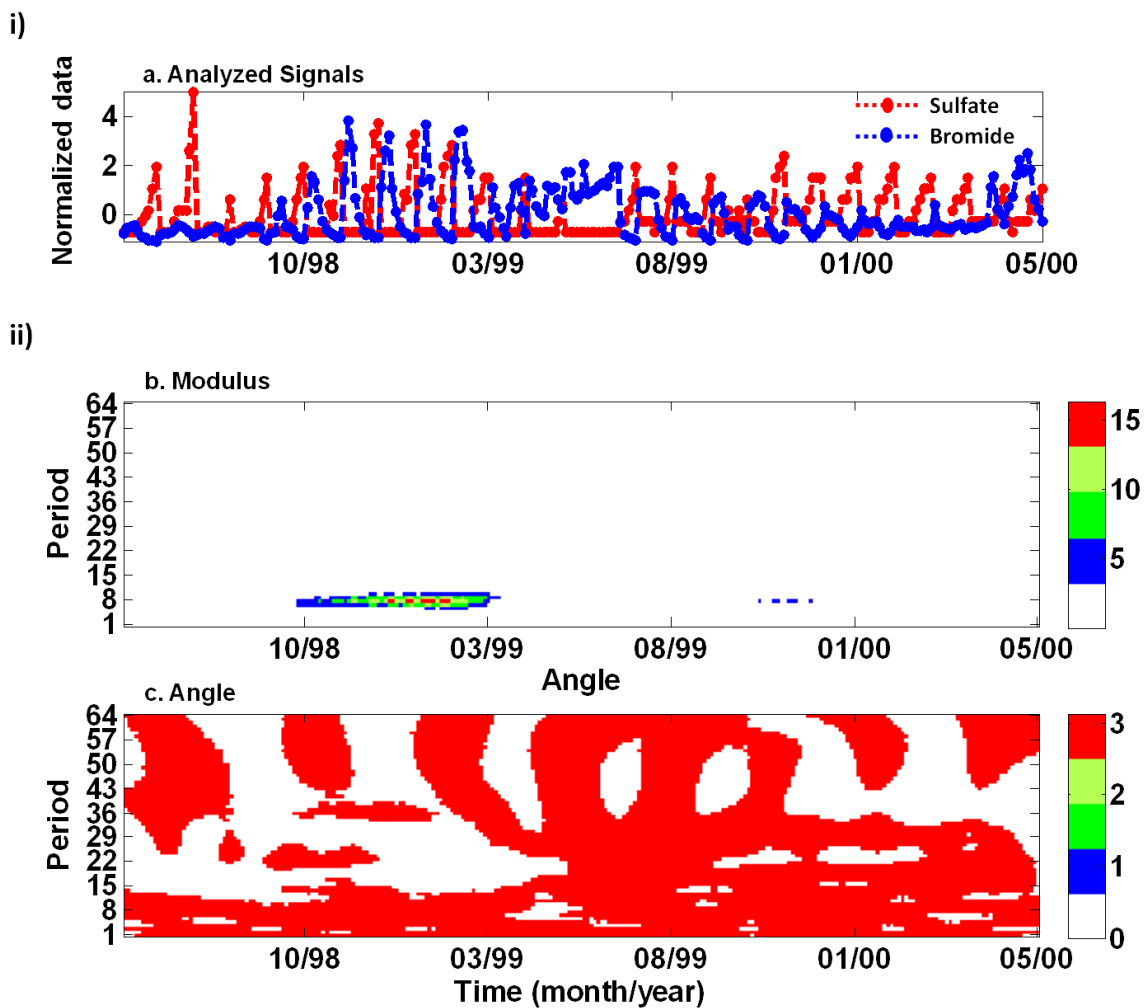 i)
a. Analyzed Signals
Normalized data
4
2
0
Sulfate
Bromide
10/98 03/99 08/99 01/00 05/00
ii)
b. Modulus
Period
64
57
50
43
36
29
22
15
8
1
15
10
5
10/98 03/99 08/99 01/00 05/00
Angle
c. Angle
Period
64
57
50
43
36
29
22
15
8
1
3
2
1
0
10/98 03/99 08/99 01/00 05/00
Time (month/year)